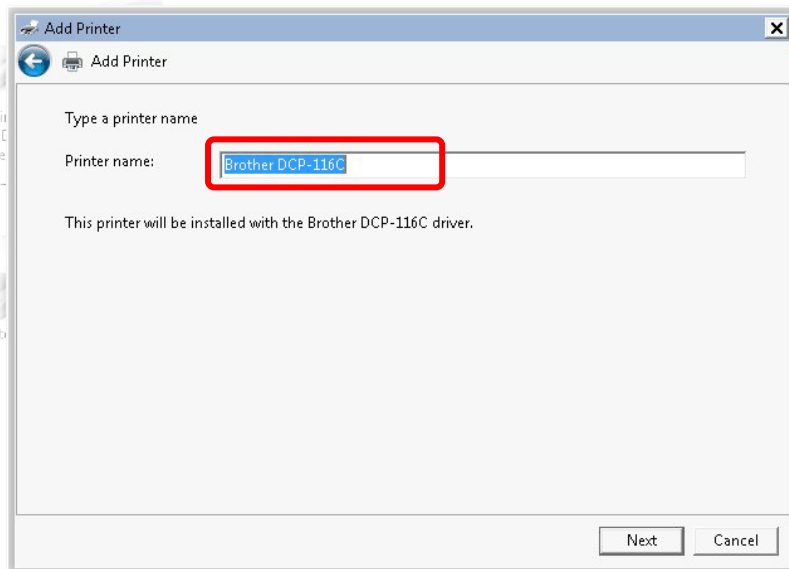 Add Printer
Add Printer
Type a printer name
Printer name: Brother DCP-116C
This printer will be installed with the Brother DCP-116C driver.
Next Cancel